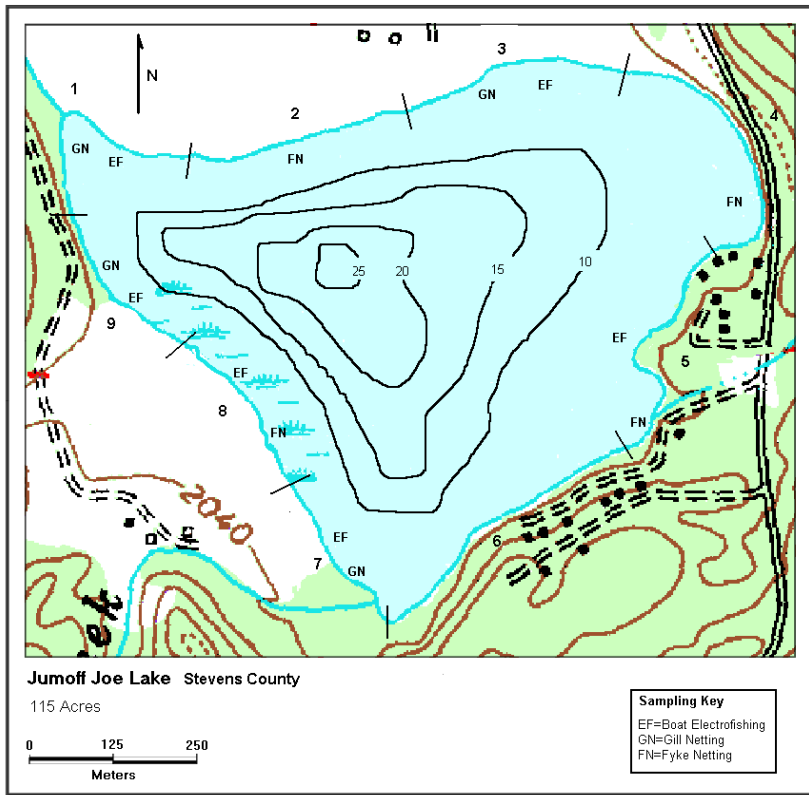 3
1
N
2
GN
EF
4
GN
EF
FN
FN
GN
EF
25
20
15
10
EF
9
5
8
EF
FN
FN
2040
6
EF
7
GN
ek
Jumoff Joe Lake Stevens County
115 Acres
0 125 250
Meters
Sampling Key
EF=Boat Electrofishing
GN=Gill Netting
FN=Fyke Netting